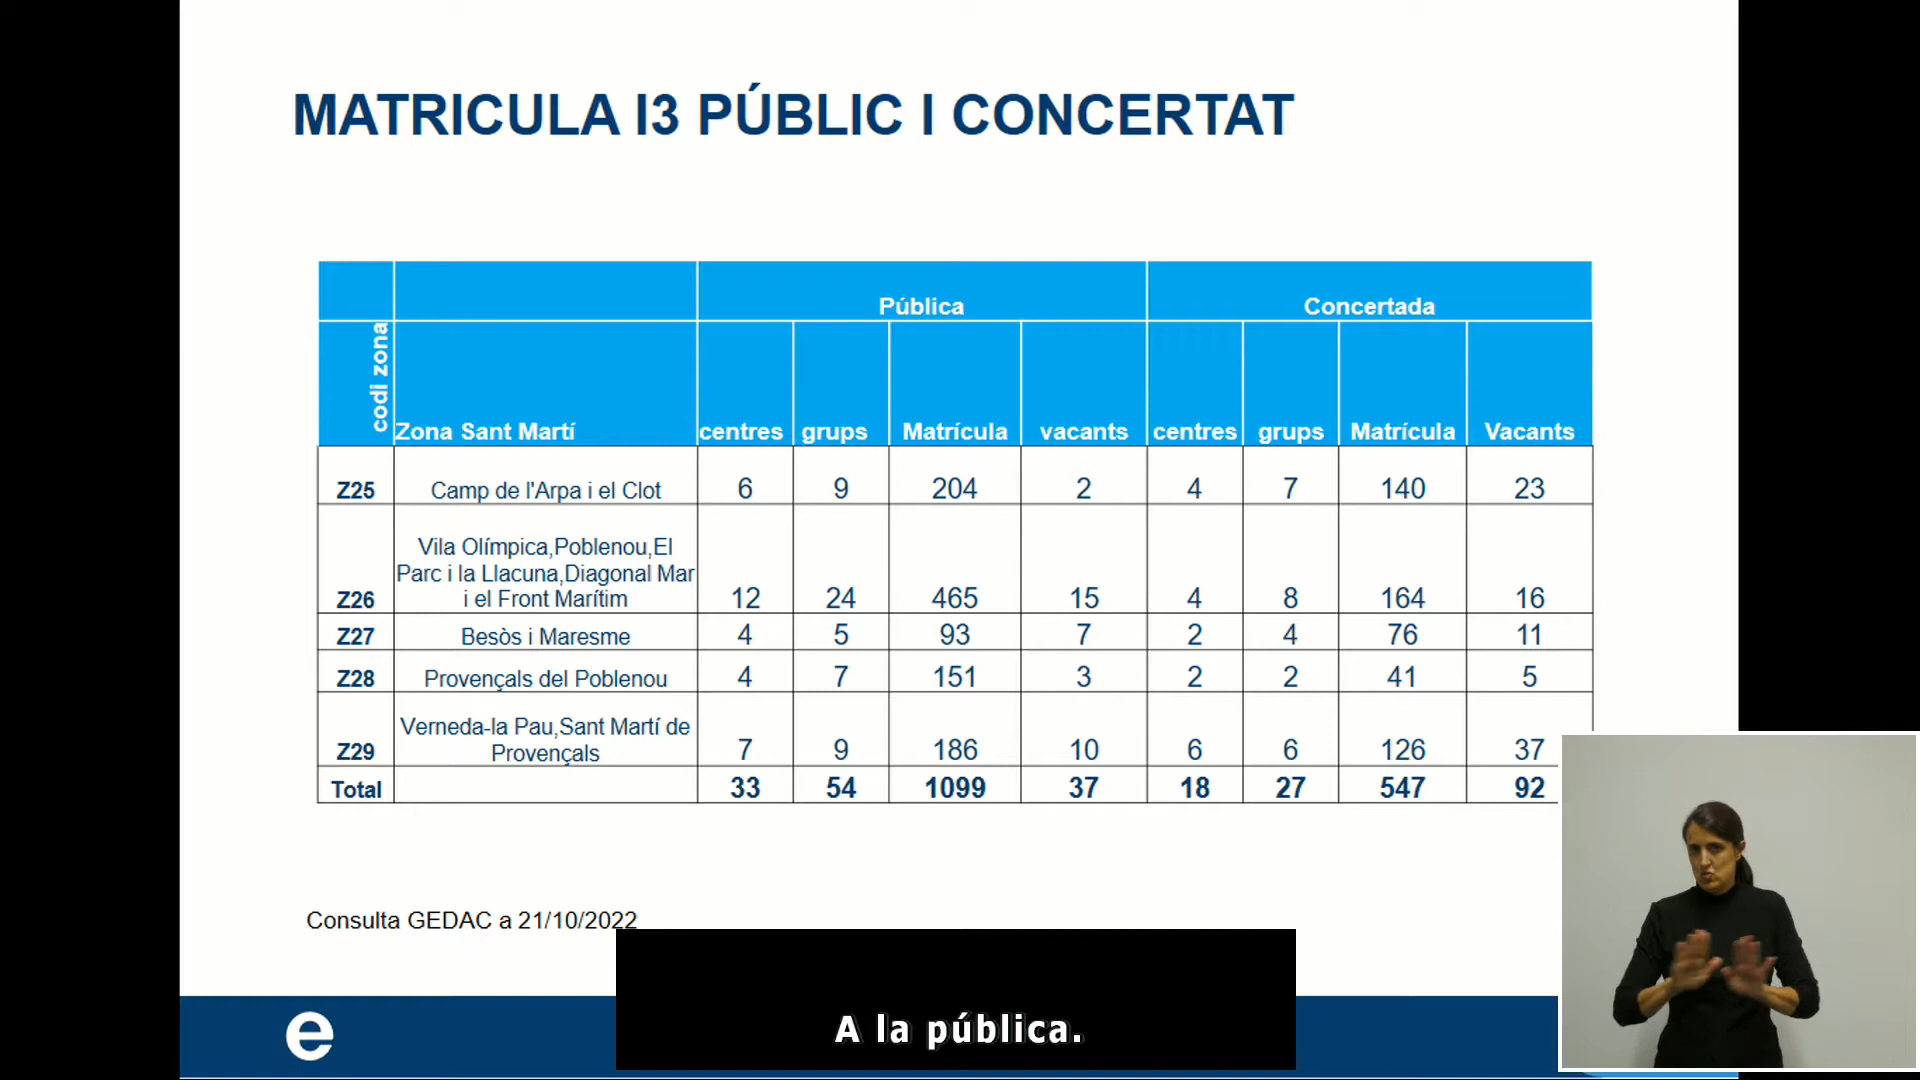 MATRICULA I3 PÚBLIC I CONCERTAT
Pública Concertada
codi zona Zona Sant Martí centres grups Matrícula vacants centres grups Matrícula Vacants
Z25 Camp de l'Arpa i el Clot 6 9 204 2 4 7 140 23
Vila Olímpica,Poblenou,El
Parc i la Llacuna,Diagonal Mar
Z26 i el Front Marítim 12 24 465 15 4 8 164 16
Z27 Besòs i Maresme 4 5 93 7 2 4 76 11
Z28 Provençals del Poblenou 4 7 151 3 2 2 41 5
Verneda-la Pau,Sant Martí de
Z29 Provençals 7 9 186 10 6 6 126 37
Total 33 54 1099 37 18 27 547 92
Consulta GEDAC a 21/10/2022
e
A la pública.